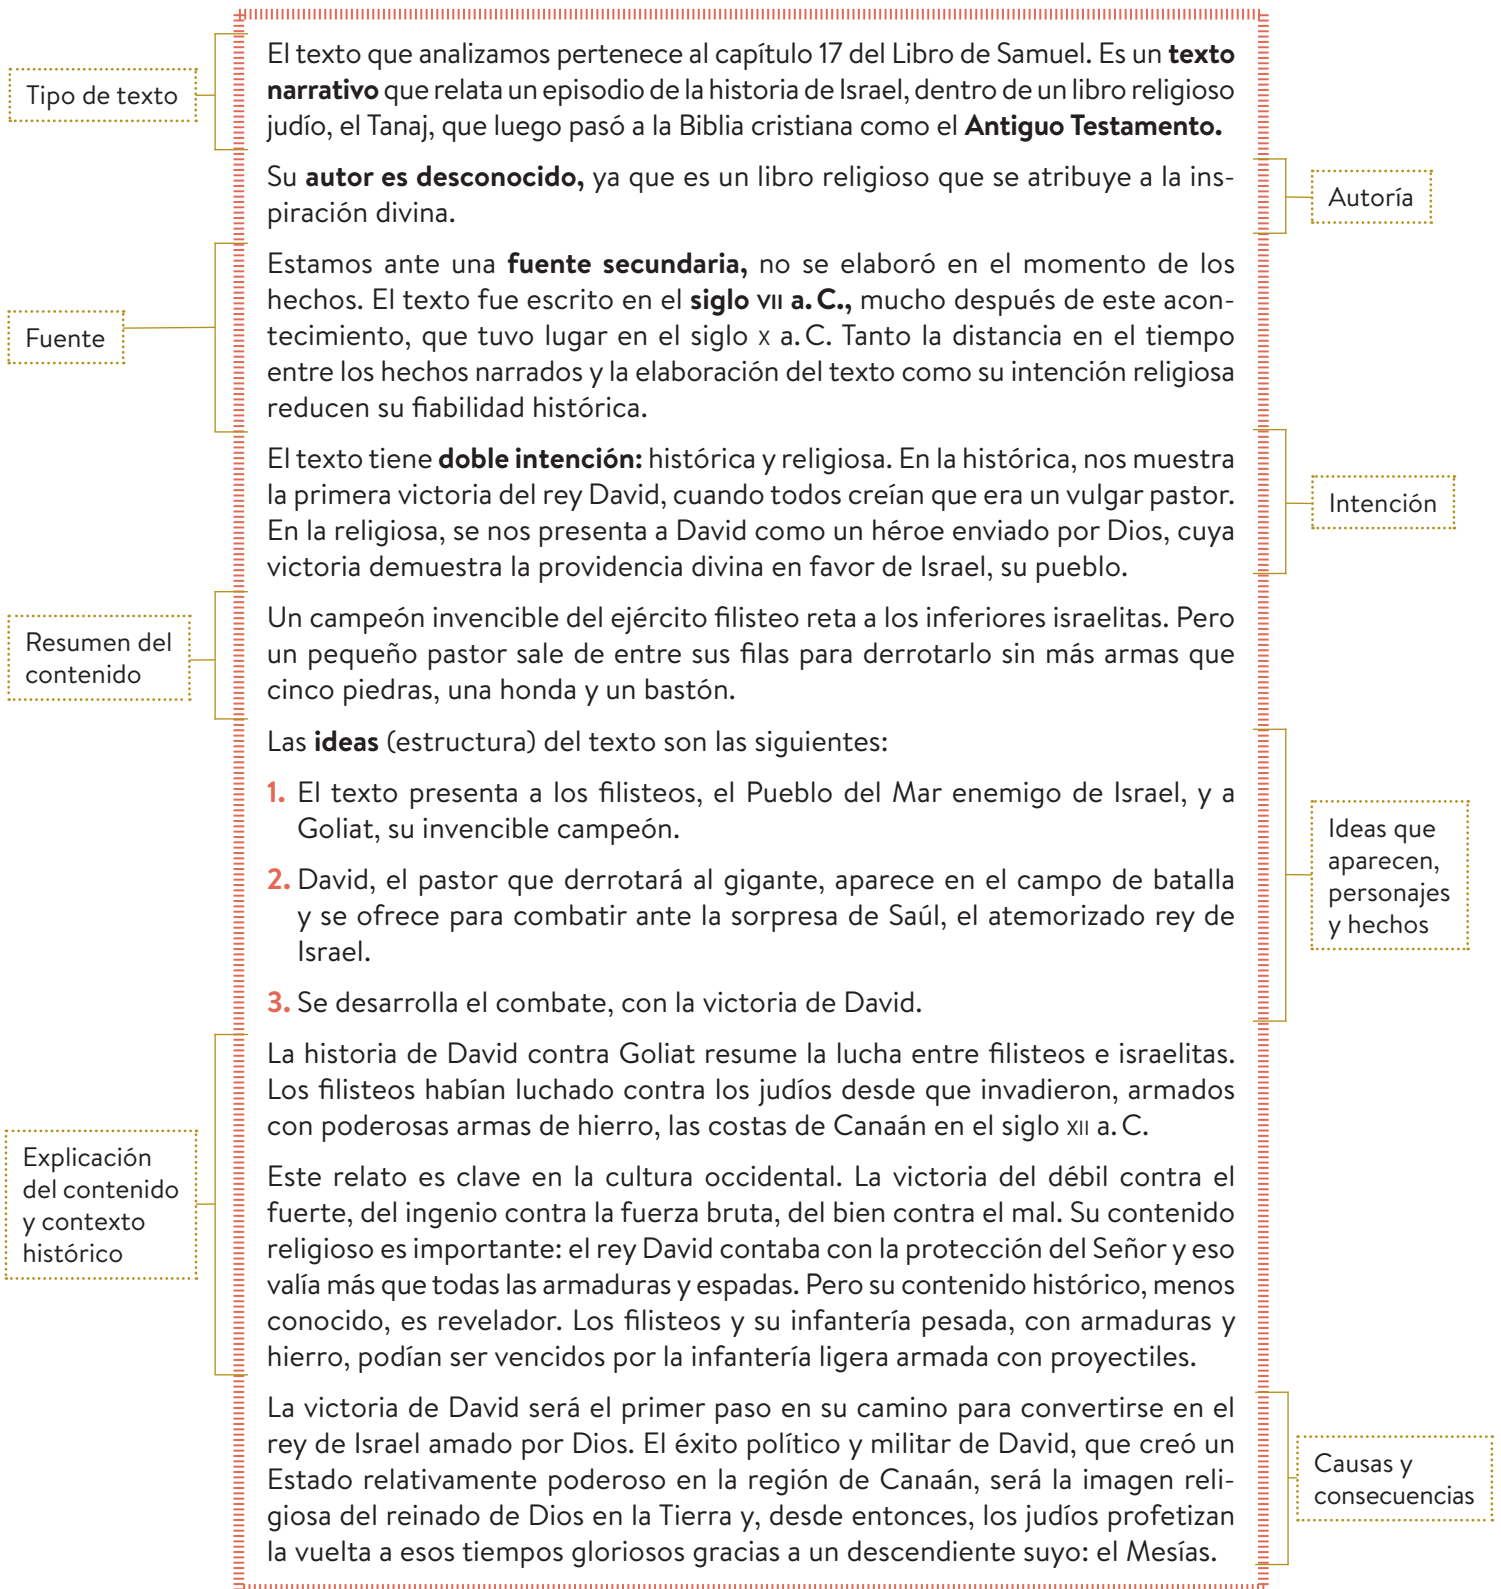 Tipo de texto
El texto que analizamos pertenece al capítulo 17 del Libro de Samuel. Es un texto
narrativo que relata un episodio de la historia de Israel, dentro de un libro religioso
judío, el Tanaj, que luego pasó a la Biblia cristiana como el Antiguo Testamento.
Autoría
Su autor es desconocido, ya que es un libro religioso que se atribuye a la ins-
piración divina.
Fuente
Estamos ante una fuente secundaria, no se elaboró en el momento de los
hechos. El texto fue escrito en el siglo VII a. C., mucho después de este acon-
tecimiento, que tuvo lugar en el siglo X a. C. Tanto la distancia en el tiempo
entre los hechos narrados y la elaboración del texto como su intención religiosa
reducen su fiabilidad histórica.
Intención
El texto tiene doble intención: histórica y religiosa. En la histórica, nos muestra
la primera victoria del rey David, cuando todos creían que era un vulgar pastor.
En la religiosa, se nos presenta a David como un héroe enviado por Dios, cuya
victoria demuestra la providencia divina en favor de Israel, su pueblo.
Resumen del
contenido
Un campeón invencible del ejército filisteo reta a los inferiores israelitas. Pero
un pequeño pastor sale de entre sus filas para derrotarlo sin más armas que
cinco piedras, una honda y un bastón.
Ideas que
aparecen,
personajes
y hechos
Las ideas (estructura) del texto son las siguientes:
1. El texto presenta a los filisteos, el Pueblo del Mar enemigo de Israel, y a
Goliat, su invencible campeón.
2. David, el pastor que derrotará al gigante, aparece en el campo de batalla
y se ofrece para combatir ante la sorpresa de Saúl, el atemorizado rey de
Israel.
3. Se desarrolla el combate, con la victoria de David.
Explicación
del contenido
y contexto
histórico
La historia de David contra Goliat resume la lucha entre filisteos e israelitas.
Los filisteos habían luchado contra los judíos desde que invadieron, armados
con poderosas armas de hierro, las costas de Canaán en el siglo XII a. C.
Este relato es clave en la cultura occidental. La victoria del débil contra el
fuerte, del ingenio contra la fuerza bruta, del bien contra el mal. Su contenido
religioso es importante: el rey David contaba con la protección del Señor y eso
valía más que todas las armaduras y espadas. Pero su contenido histórico, menos
conocido, es revelador. Los filisteos y su infantería pesada, con armaduras y
hierro, podían ser vencidos por la infantería ligera armada con proyectiles.
Causas y
consecuencias
La victoria de David será el primer paso en su camino para convertirse en el
rey de Israel amado por Dios. El éxito político y militar de David, que creó un
Estado relativamente poderoso en la región de Canaán, será la imagen reli-
giosa del reinado de Dios en la Tierra y, desde entonces, los judíos profetizan
la vuelta a esos tiempos gloriosos gracias a un descendiente suyo: el Mesías.